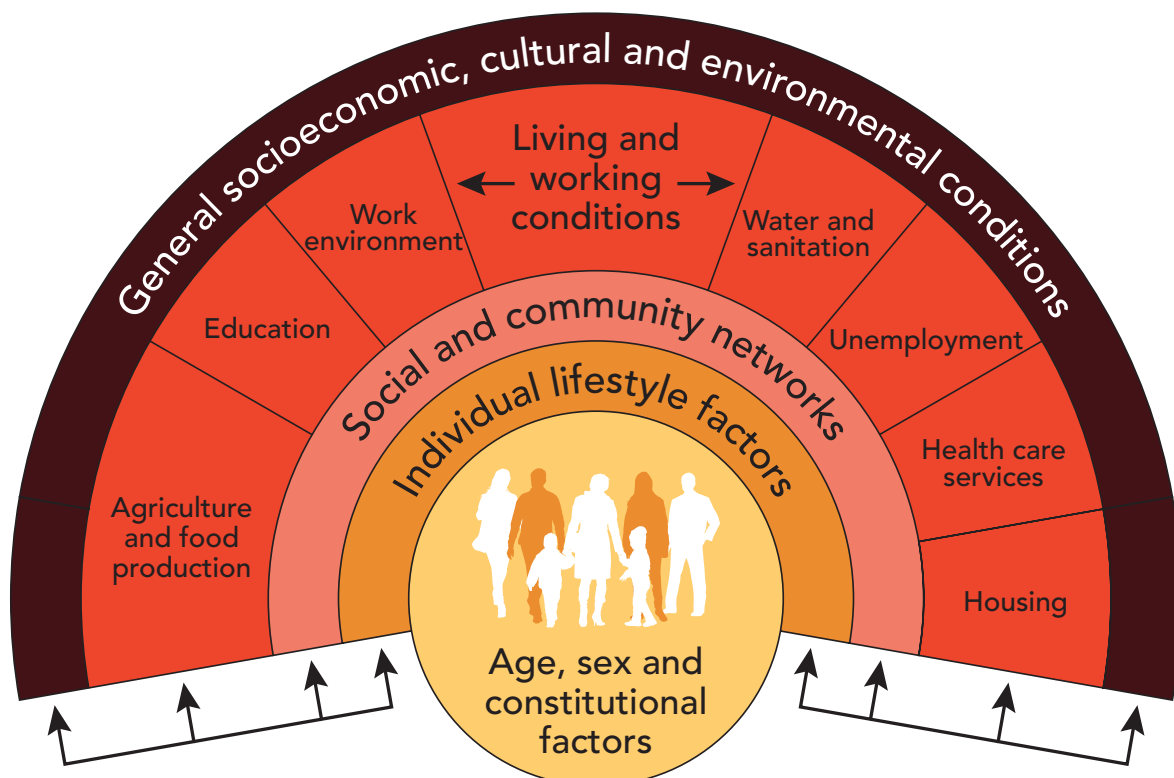 General socioeconomic, cultural and environmental conditions
Living and
working
conditions
Agriculture
and food
production
Education
Work
environment
Water and
sanitation
Unemployment
Health care
services
Housing
Social and community networks
Individual lifestyle factors
Age, sex and
constitutional
factors